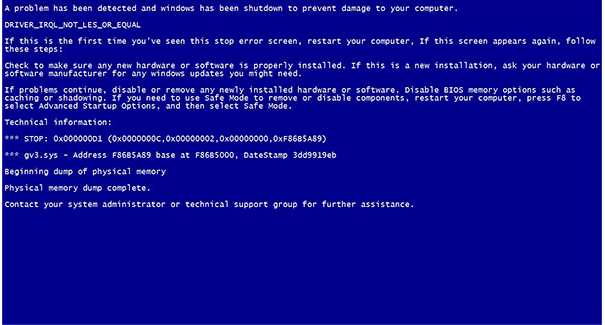 A problem has been detected and windows has been shutdown to prevent damage to your computer.
DRIVER_IRQL_NOT_LES_OR_EQUAL
If this is the first time you've seen this stop error screen, restart your computer, If this screen appears again, follow
these steps:
Check to make sure any new hardware or software is properly installed. If this is a new installation, ask your hardware or
software manufacturer for any windows updates you might need.
If problems continue, disable or remove any newly installed hardware or software. Disable BIOS memory options such as
caching or shadowing. If you need to use Safe Mode to remove or disable components, restart your computer, press F8 to
select Advanced Startup Options, and then select Safe Mode.
Technical information:
*** STOP: 0x000000D1 (0x0000000C,0x00000002,0x00000000,0xF86B5A89)
*** gv3.sys - Address F86B5A89 base at F86B5000, DateStamp 3dd9919eb
Beginning dump of physical memory
Physical memory dump complete.
Contact your system administrator or technical support group for further assistance.